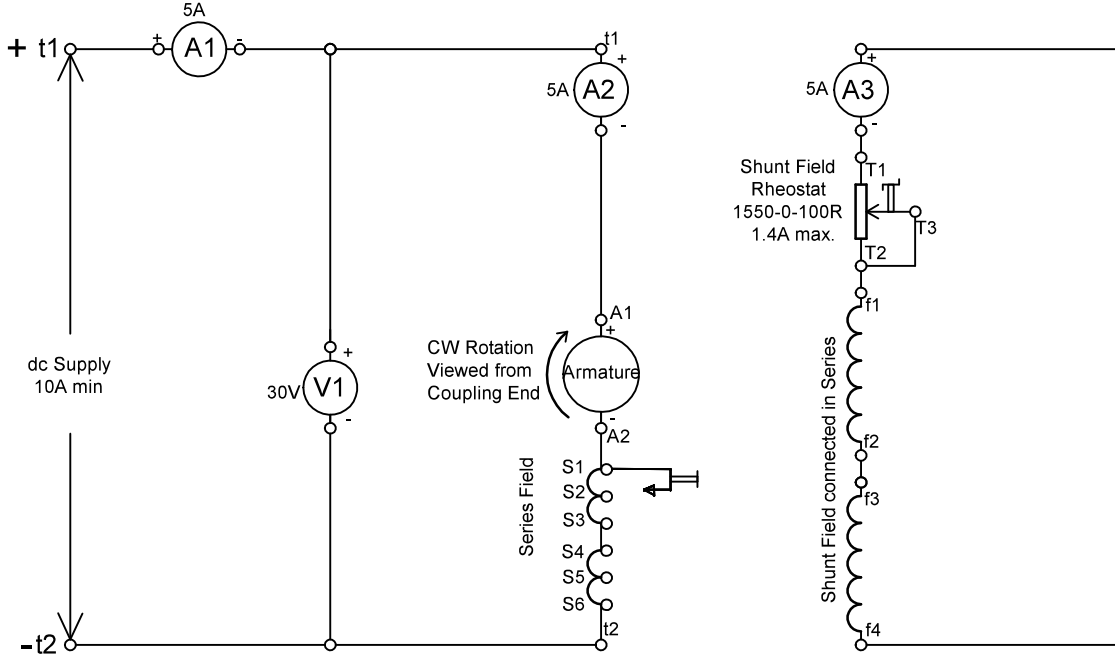 5A
+ t1
+
A1
-
t1
+
5A
A2
-
+
5A
A3
-
Shunt Field
Rheostat
1550-0-100R
1.4A max.
T1
T3
T2
dc Supply
10A min
+
30V
V1
-
CW Rotation
Viewed from
Coupling End
A1
+
Armature
-
A2
Series Field
S1
S2
S3
S4
S5
S6
t2
f1
f2
f3
f4
Shunt Field connected in Series
-t2